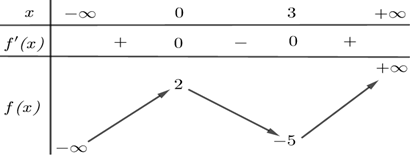 x −∞ 0 3 +∞
f′(x) + 0 − 0 +
+∞
2
f(x)
−5
−∞